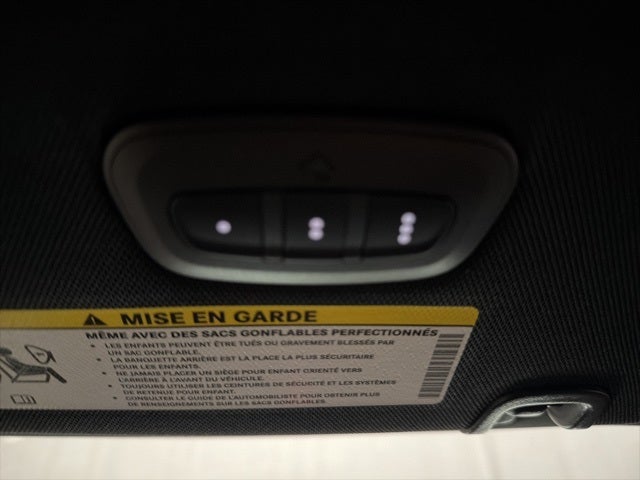 MISE EN GARDE
MÊME AVEC DES SACS GONFLABLES PERFECTIONNÉS
• LES ENFANTS PEUVENT ÊTRE TUÉS OU GRAVEMENT BLESSÉS PAR
UN SAC GONFLABLE.
• LA BANQUETTE ARRIÈRE EST LA PLACE LA PLUS SÉCURITAIRE
POUR LES ENFANTS.
• NE JAMAIS PLACER UN SIÈGE POUR ENFANT ORIENTÉ VERS
L'ARRIÈRE À L'AVANT DU VÉHICULE.
• TOUJOURS UTILISER LES CEINTURES DE SÉCURITÉ ET LES SYSTÈMES
DE RETENUE POUR ENFANT.
• CONSULTER LE GUIDE DE L'AUTOMOBILISTE POUR OBTENIR PLUS
DE RENSEIGNEMENTS SUR LES SACS GONFLABLES.